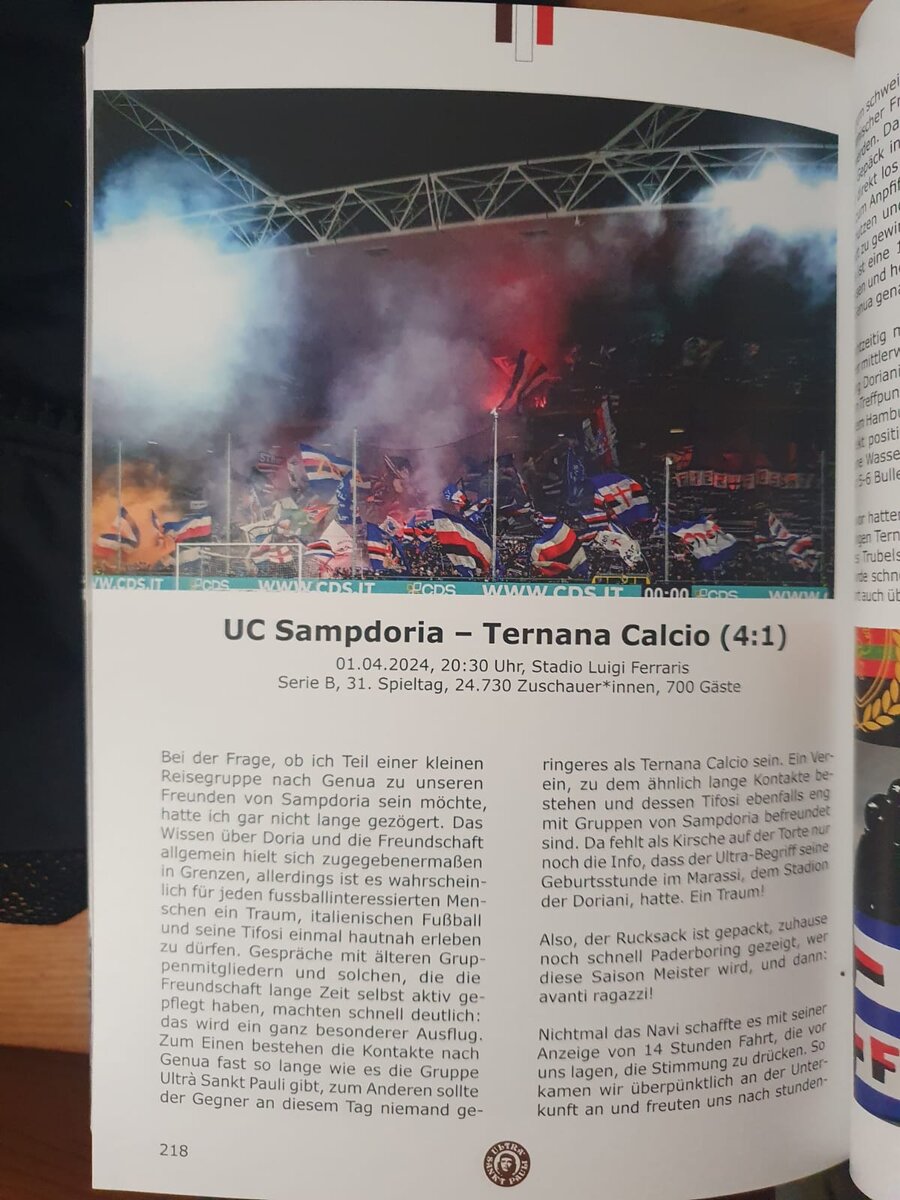 WWW.CDS.IT
CDS
WWW.CDS.IT
CDS
WWW.CDS.IT
00:00
CDS
WWW.
UC Sampdoria – Ternana Calcio (4:1)
01.04.2024, 20:30 Uhr, Stadio Luigi Ferraris
Serie B, 31. Spieltag, 24.730 Zuschauer*innen, 700 Gäste
Bei der Frage, ob ich Teil einer kleinen
Reisegruppe nach Genua zu unseren
Freunden von Sampdoria sein möchte,
hatte ich gar nicht lange gezögert. Das
Wissen über Doria und die Freundschaft
allgemein hielt sich zugegebenermaßen
in Grenzen, allerdings ist es wahrschein-
lich für jeden fussballinteressierten Men-
schen ein Traum, italienischen Fußball
und seine Tifosi einmal hautnah erleben
zu dürfen. Gespräche mit älteren Grup-
penmitgliedern und solchen, die die
Freundschaft lange Zeit selbst aktiv ge-
pflegt haben, machten schnell deutlich:
das wird ein ganz besonderer Ausflug.
Zum Einen bestehen die Kontakte nach
Genua fast so lange wie es die Gruppe
Ultrà Sankt Pauli gibt, zum Anderen sollte
der Gegner an diesem Tag niemand ge-
ringeres als Ternana Calcio sein. Ein Ver-
ein, zu dem ähnlich lange Kontakte be-
stehen und dessen Tifosi ebenfalls eng
mit Gruppen von Sampdoria befreundet
sind. Da fehlt als Kirsche auf der Torte nur
noch die Info, dass der Ultra-Begriff seine
Geburtsstunde im Marassi, dem Stadion
der Doriani, hatte. Ein Traum!
Also, der Rucksack ist gepackt, zuhause
noch schnell Paderboring gezeigt, wer
diese Saison Meister wird, und dann:
avanti ragazzi!
Nichtmal das Navi schaffte es mit seiner
Anzeige von 14 Stunden Fahrt, die vor
uns lagen, die Stimmung zu drücken. So
kamen wir überpünktlich an der Unter-
kunft an und freuten uns nach stunden-
218
ULTRÀ
SANKT PAULI